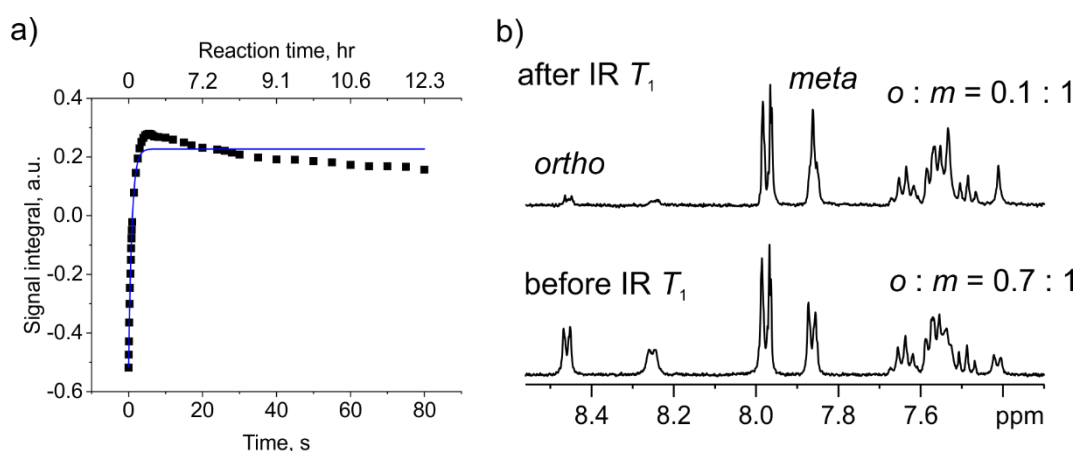 a)
Reaction time, hr
0 7.2 9.1 10.6 12.3
0.4
0.2
0.0
-0.2
-0.4
-0.6
Signal integral, a.u.
0 20 40 60 80
Time, s
b)
after IR T₁
meta
o : m = 0.1 : 1
ortho
before IR T₁
o : m = 0.7 : 1
8.4 8.2 8.0 7.8 7.6 ppm